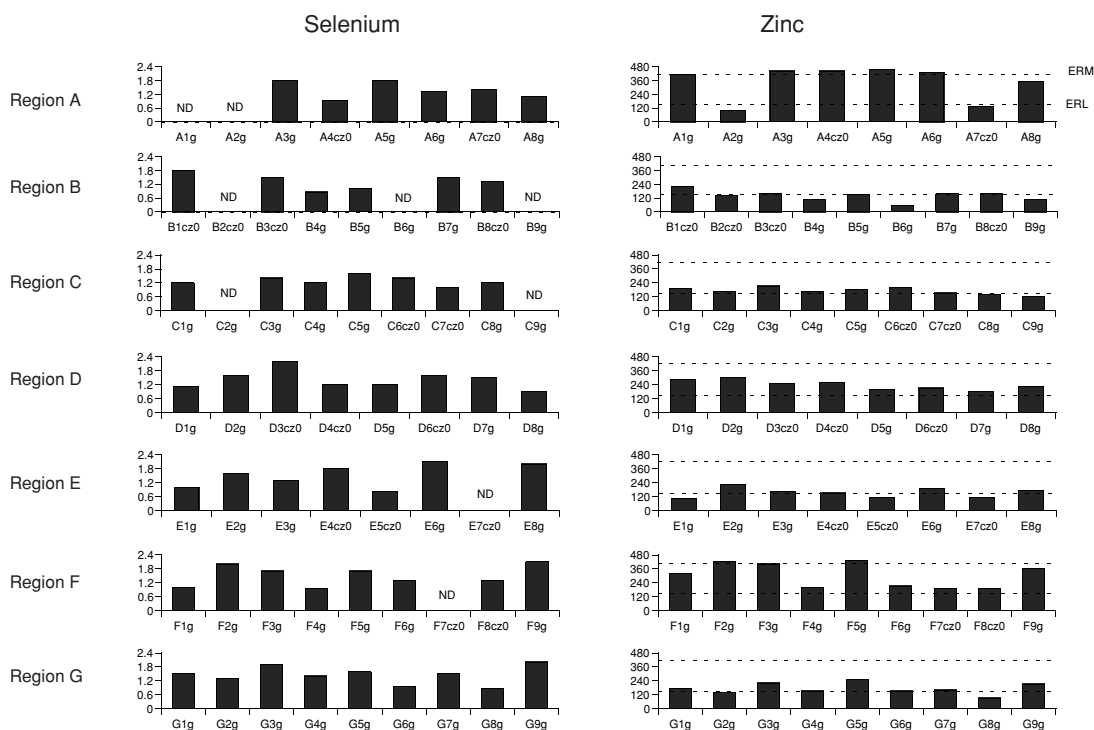 Selenium Zinc
Region A
2.4
1.8
1.2
0.6
0
ND ND
A1g A2g A3g A4cz0 A5g A6g A7cz0 A8g
480
360
240
120
0
ERM
ERL
A1g A2g A3g A4cz0 A5g A6g A7cz0 A8g
Region B
2.4
1.8
1.2
0.6
0
ND ND ND
B1cz0 B2cz0 B3cz0 B4g B5g B6g B7g B8cz0 B9g
480
360
240
120
0
B1cz0 B2cz0 B3cz0 B4g B5g B6g B7g B8cz0 B9g
Region C
2.4
1.8
1.2
0.6
0
ND ND
C1g C2g C3g C4g C5g C6cz0 C7cz0 C8g C9g
480
360
240
120
0
C1g C2g C3g C4g C5g C6cz0 C7cz0 C8g C9g
Region D
2.4
1.8
1.2
0.6
0
D1g D2g D3cz0 D4cz0 D5g D6cz0 D7g D8g
480
360
240
120
0
D1g D2g D3cz0 D4cz0 D5g D6cz0 D7g D8g
Region E
2.4
1.8
1.2
0.6
0
ND
E1g E2g E3g E4cz0 E5cz0 E6g E7cz0 E8g
480
360
240
120
0
E1g E2g E3g E4cz0 E5cz0 E6g E7cz0 E8g
Region F
2.4
1.8
1.2
0.6
0
ND
F1g F2g F3g F4g F5g F6g F7cz0 F8cz0 F9g
480
360
240
120
0
F1g F2g F3g F4g F5g F6g F7cz0 F8cz0 F9g
Region G
2.4
1.8
1.2
0.6
0
G1g G2g G3g G4g G5g G6g G7g G8g G9g
480
360
240
120
0
G1g G2g G3g G4g G5g G6g G7g G8g G9g